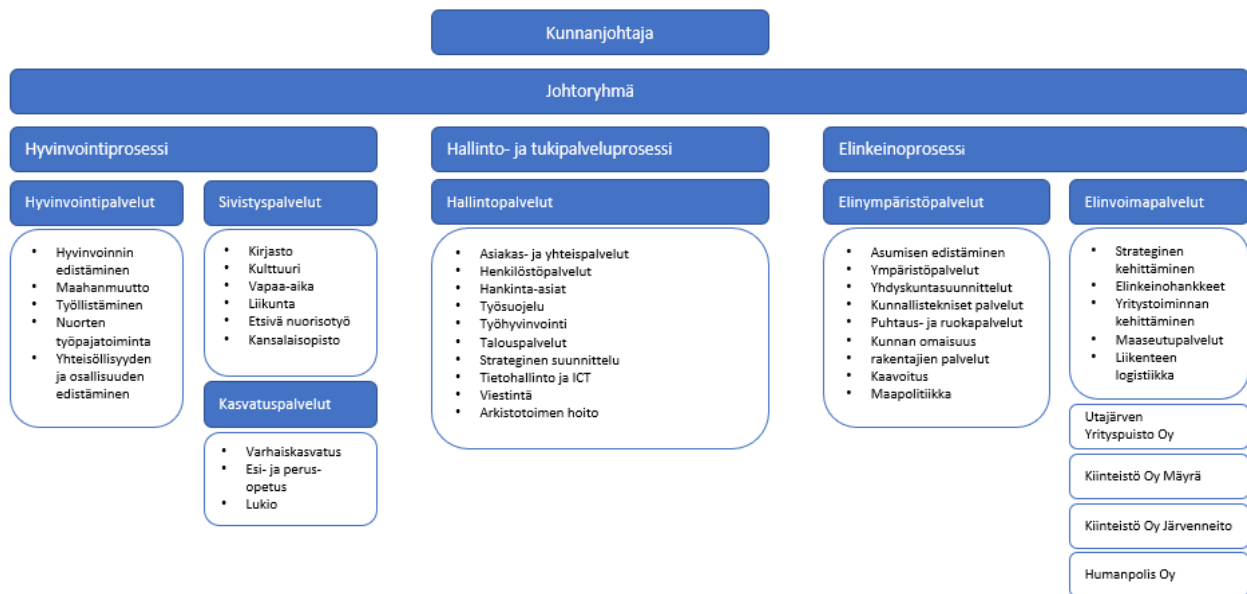 Kunnanjohtaja
Johtoryhmä
Hyvinvointiprosessi
Hyvinvointipalvelut
• Hyvinvoinnin
edistäminen
• Maahanmuutto
• Työllistäminen
• Nuorten
työpajatoiminta
• Yhteisöllisyyden
ja osallisuuden
edistäminen
Sivistyspalvelut
• Kirjasto
• Kulttuuri
• Vapaa-aika
• Liikunta
• Etsivä nuorisotyö
• Kansalaisopisto
Kasvatuspalvelut
• Varhaiskasvatus
• Esi- ja perus-
opetus
• Lukio
Hallinto- ja tukipalveluprosessi
Hallintopalvelut
• Asiakas- ja yhteispalvelut
• Henkilöstöpalvelut
• Hankinta-asiat
• Työsuojelu
• Työhyvinvointi
• Talouspalvelut
• Strateginen suunnittelu
• Tietohallinto ja ICT
• Viestintä
• Arkistotoimen hoito
Elinkeinoprosessi
Elinympäristöpalvelut
• Asumisen edistäminen
• Ympäristöpalvelut
• Yhdyskuntasuunnittelut
• Kunnallistekniset palvelut
• Puhtaus- ja ruokapalvelut
• Kunnan omaisuus
• rakentajien palvelut
• Kaavoitus
• Maapolitiikka
Elinvoimapalvelut
• Strateginen
kehittäminen
• Elinkeinohankkeet
• Yritystoiminnan
kehittäminen
• Maaseutupalvelut
• Liikenteen
logistiikka
Utajärven
Yrityspuisto Oy
Kiinteistö Oy Mäyrä
Kiinteistö Oy Järvenneito
Humanpolis Oy